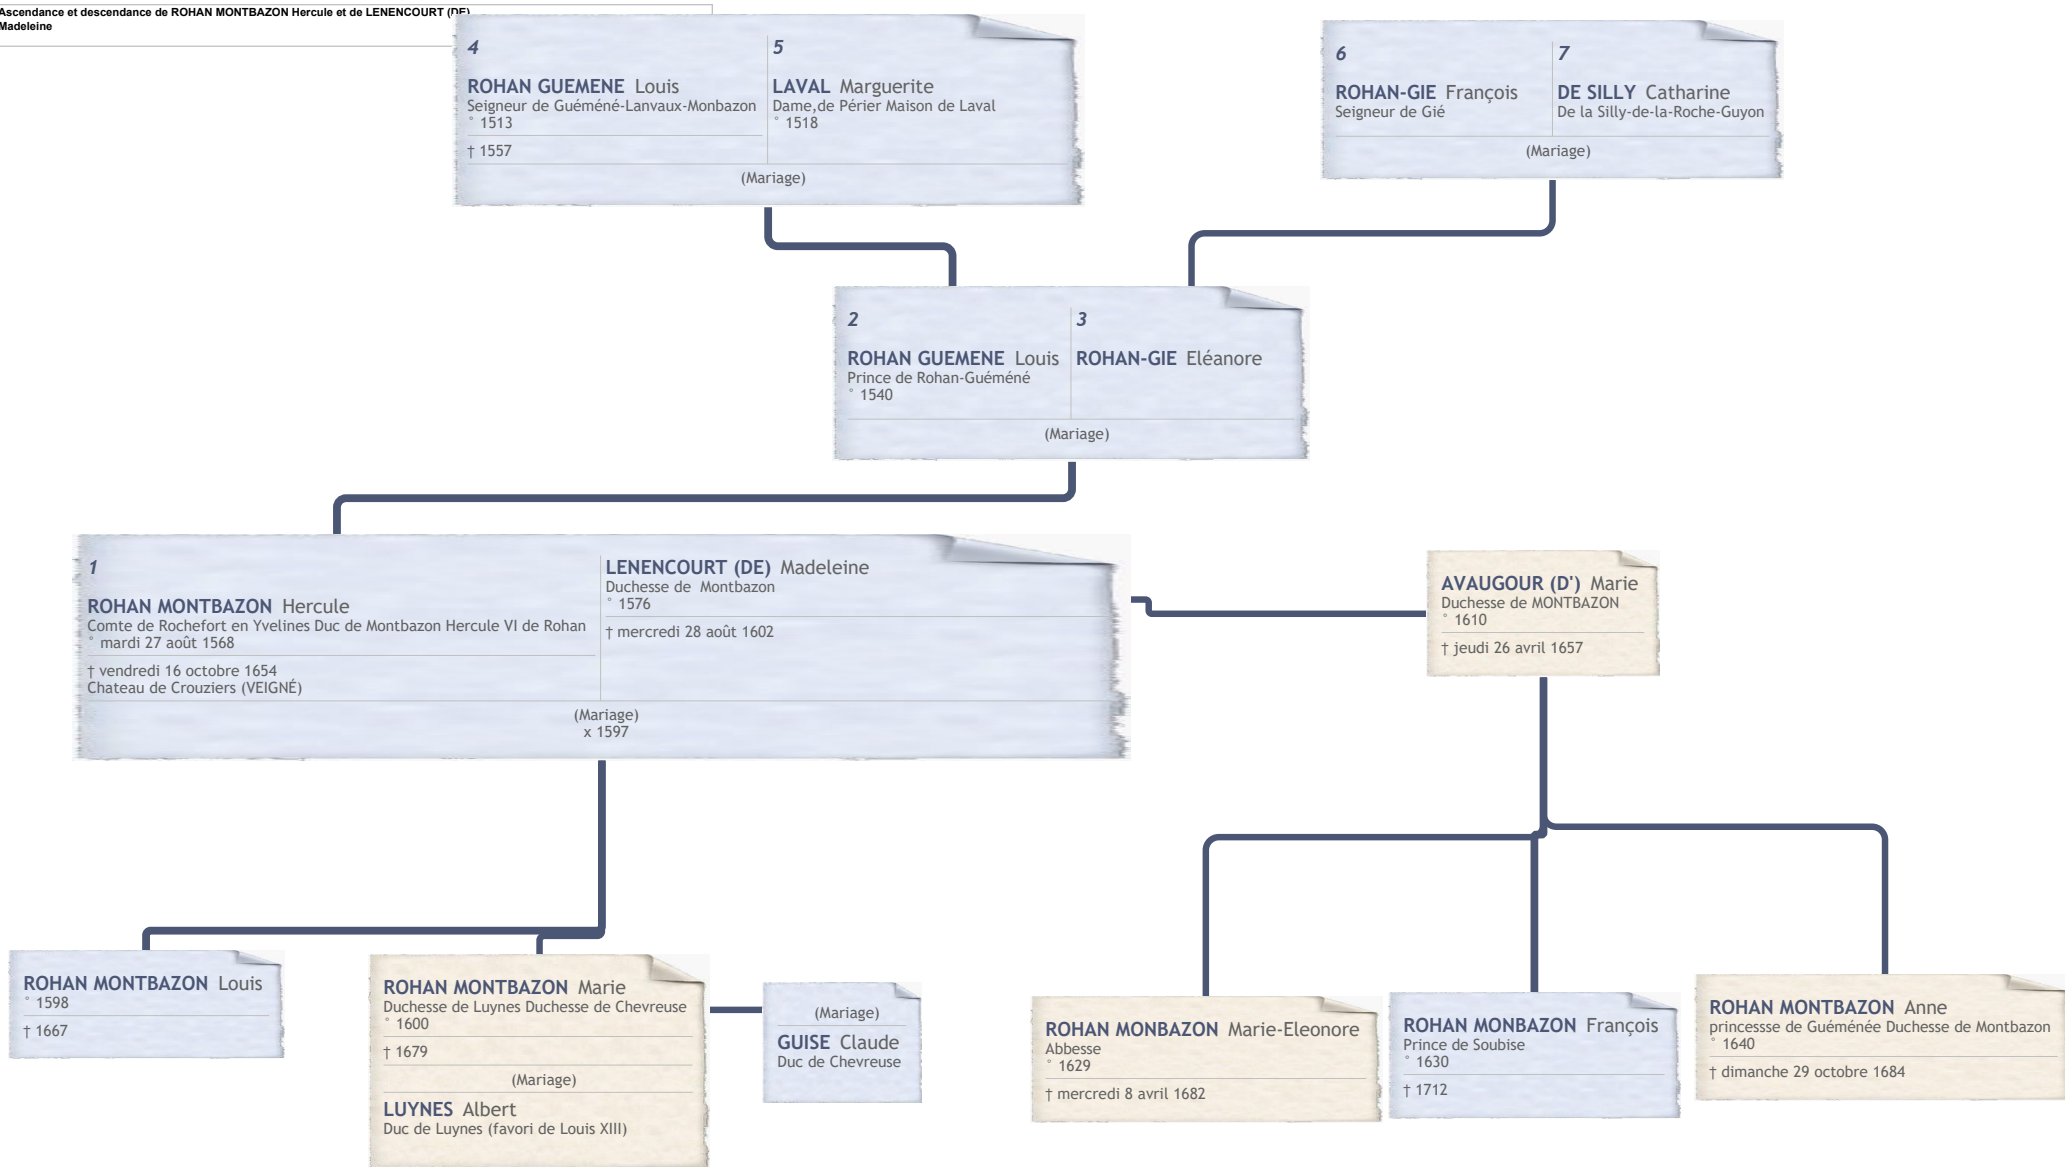 Ascendance et descendance de ROHAN MONTBAZON Hercule et de LENENCOURT (DE)
Madeleine
4
ROHAN GUEMENE Louis
Seigneur de Guéméné-Lanvaux-Monbazon
° 1513
† 1557
5
LAVAL Marguerite
Dame,de Périer Maison de Laval
° 1518
(Mariage)
6
ROHAN-GIE François
Seigneur de Gié
7
DE SILLY Catharine
De la Silly-de-la-Roche-Guyon
(Mariage)
2
ROHAN GUEMENE Louis
Prince de Rohan-Guéméné
° 1540
3
ROHAN-GIE Eléanore
(Mariage)
1
ROHAN MONTBAZON Hercule
Comte de Rochefort en Yvelines Duc de Montbazon Hercule VI de Rohan
° mardi 27 août 1568
† vendredi 16 octobre 1654
Chateau de Crouziers (VEIGNÉ)
LENENCOURT (DE) Madeleine
Duchesse de Montbazon
° 1576
† mercredi 28 août 1602
(Mariage)
x 1597
AVAUGOUR (D') Marie
Duchesse de MONTBAZON
° 1610
† jeudi 26 avril 1657
ROHAN MONTBAZON Louis
° 1598
† 1667
ROHAN MONTBAZON Marie
Duchesse de Luynes Duchesse de Chevreuse
° 1600
† 1679
(Mariage)
LUYNES Albert
Duc de Luynes (favori de Louis XIII)
(Mariage)
GUISE Claude
Duc de Chevreuse
ROHAN MONBAZON Marie-Eleonore
Abbesse
° 1629
† mercredi 8 avril 1682
ROHAN MONBAZON François
Prince de Soubise
° 1630
† 1712
ROHAN MONTBAZON Anne
princessse de Guéménée Duchesse de Montbazon
° 1640
† dimanche 29 octobre 1684